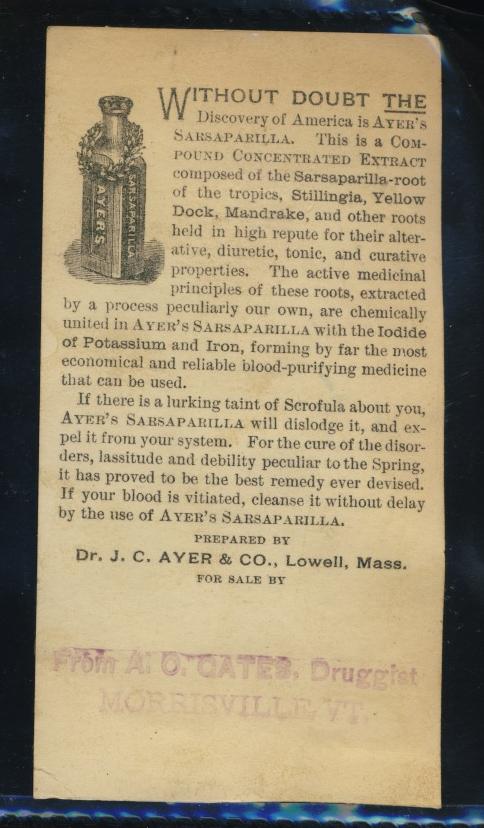 WITHOUT DOUBT THE
Discovery of America is AYER'S
SARSAPARILLA. This is a COM-
POUND CONCENTRATED EXTRACT
composed of the Sarsaparilla-root
of the tropics, Stillingia, Yellow
Dock, Mandrake, and other roots
held in high repute for their alter-
ative, diuretic, tonic, and curative
properties. The active medicinal
principles of these roots, extracted
by a process peculiarly our own, are chemically
united in AYER'S SARSAPARILLA with the Iodide
of Potassium and Iron, forming by far the most
economical and reliable blood-purifying medicine
that can be used.
If there is a lurking taint of Scrofula about you,
AYER'S SARSAPARILLA will dislodge it, and ex-
pel it from your system. For the cure of the disor-
ders, lassitude and debility peculiar to the Spring,
it has proved to be the best remedy ever devised.
If your blood is vitiated, cleanse it without delay
by the use of AYER'S SARSAPARILLA.
PREPARED BY
Dr. J. C. AYER & CO., Lowell, Mass.
FOR SALE BY
From A. O. GATES, Druggist
MORRISVILLE, VT.
AYER'S
SARSAPARILLA